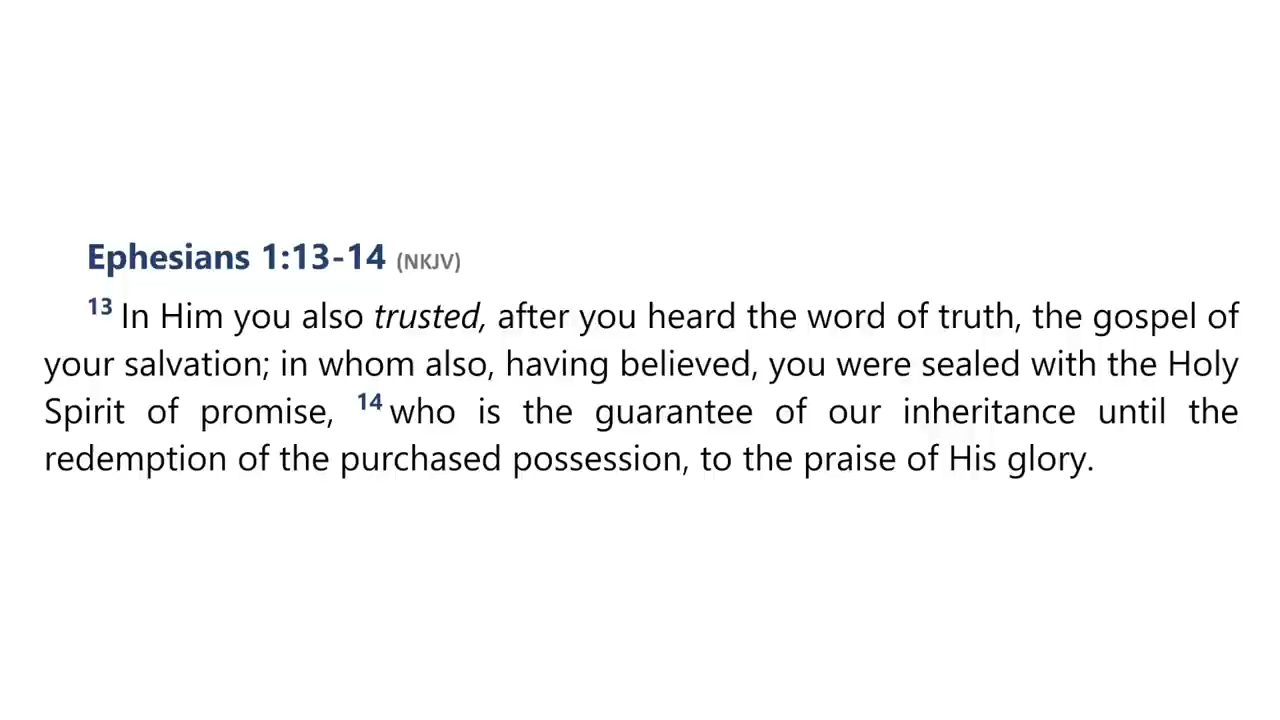 Ephesians 1:13-14 (NKJV)
13 In Him you also trusted, after you heard the word of truth, the gospel of
your salvation; in whom also, having believed, you were sealed with the Holy
Spirit of promise, 14 who is the guarantee of our inheritance until the
redemption of the purchased possession, to the praise of His glory.